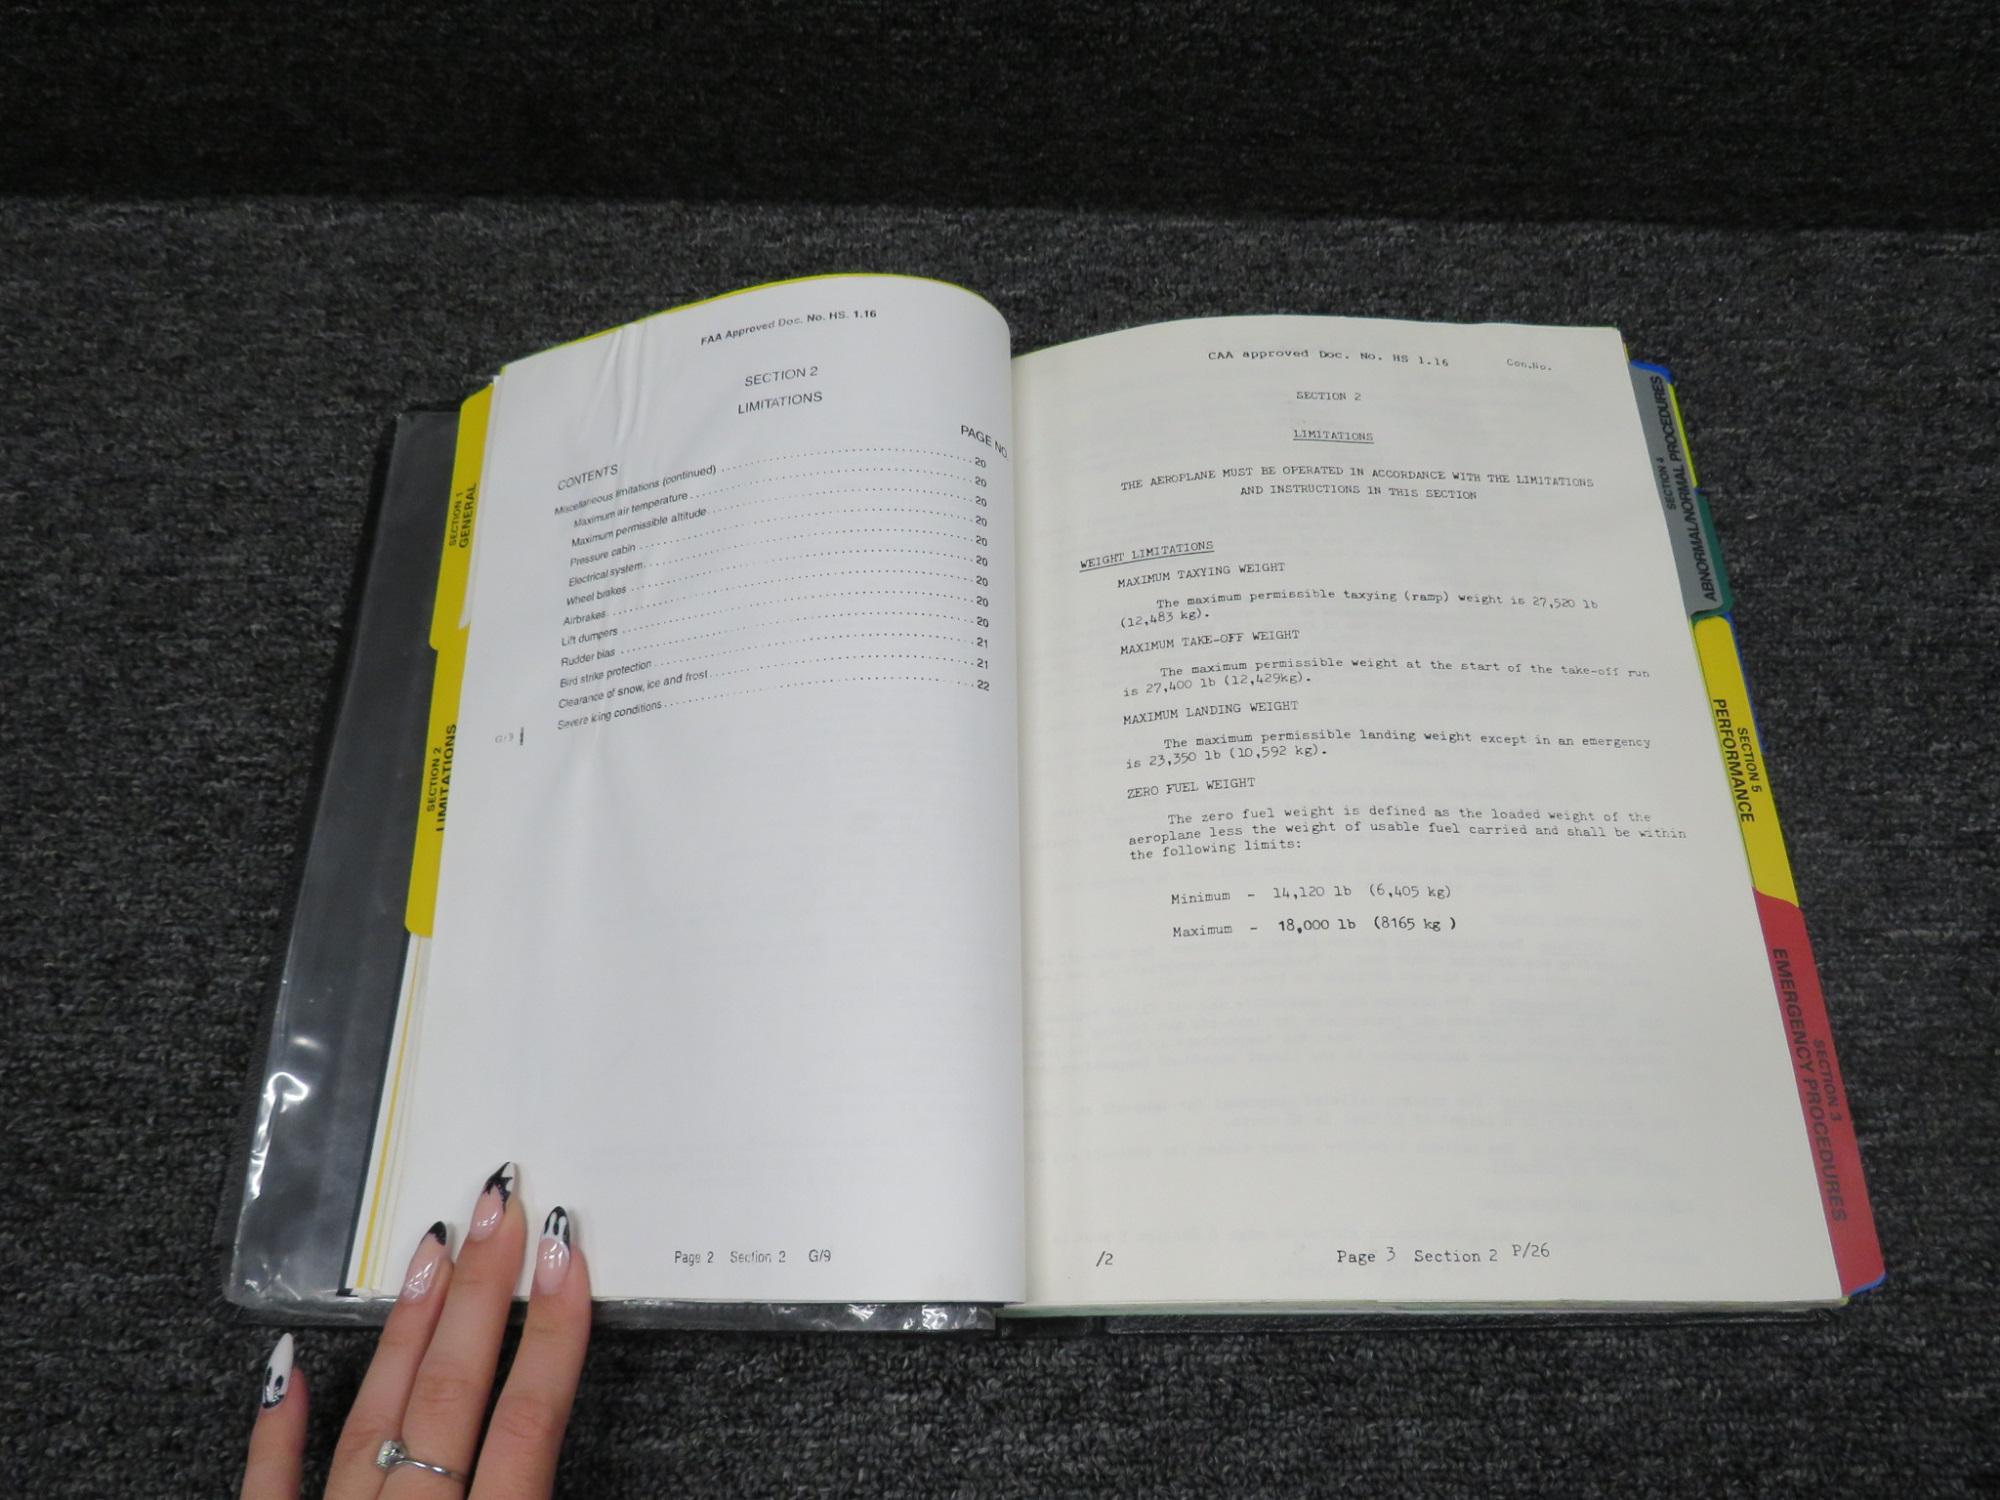 FAA Approved Doc. No. HS. 1.16
SECTION 2
LIMITATIONS
PAGE NO.
CONTENTS
Miscellaneous limitations (continued) 20
Maximum air temperature 20
Maximum permissible altitude 20
Pressure cabin 20
Electrical system 20
Wheel brakes 20
Airbrakes 20
Lift dumpers 20
Rudder bias 20
Bird strike protection 21
Clearance of snow, ice and frost 21
Severe icing conditions 22
G/9
Page 2 Section 2 G/9
SECTION 1
GENERAL
SECTION 2
LIMITATIONS
CAA approved Doc. No. HS 1.16 Con.No.
SECTION 2
LIMITATIONS
THE AEROPLANE MUST BE OPERATED IN ACCORDANCE WITH THE LIMITATIONS
AND INSTRUCTIONS IN THIS SECTION
WEIGHT LIMITATIONS
MAXIMUM TAXYING WEIGHT
The maximum permissible taxying (ramp) weight is 27,520 lb
(12,483 kg).
MAXIMUM TAKE-OFF WEIGHT
The maximum permissible weight at the start of the take-off run
is 27,400 lb (12,429kg).
MAXIMUM LANDING WEIGHT
The maximum permissible landing weight except in an emergency
is 23,350 lb (10,592 kg).
ZERO FUEL WEIGHT
The zero fuel weight is defined as the loaded weight of the
aeroplane less the weight of usable fuel carried and shall be within
the following limits:
Minimum - 14,120 lb (6,405 kg)
Maximum - 18,000 lb (8165 kg )
/2 Page 3 Section 2 P/26
SECTION 4
ABNORMAL/NORMAL PROCEDURES
SECTION 5
PERFORMANCE
SECTION 3
EMERGENCY PROCEDURES